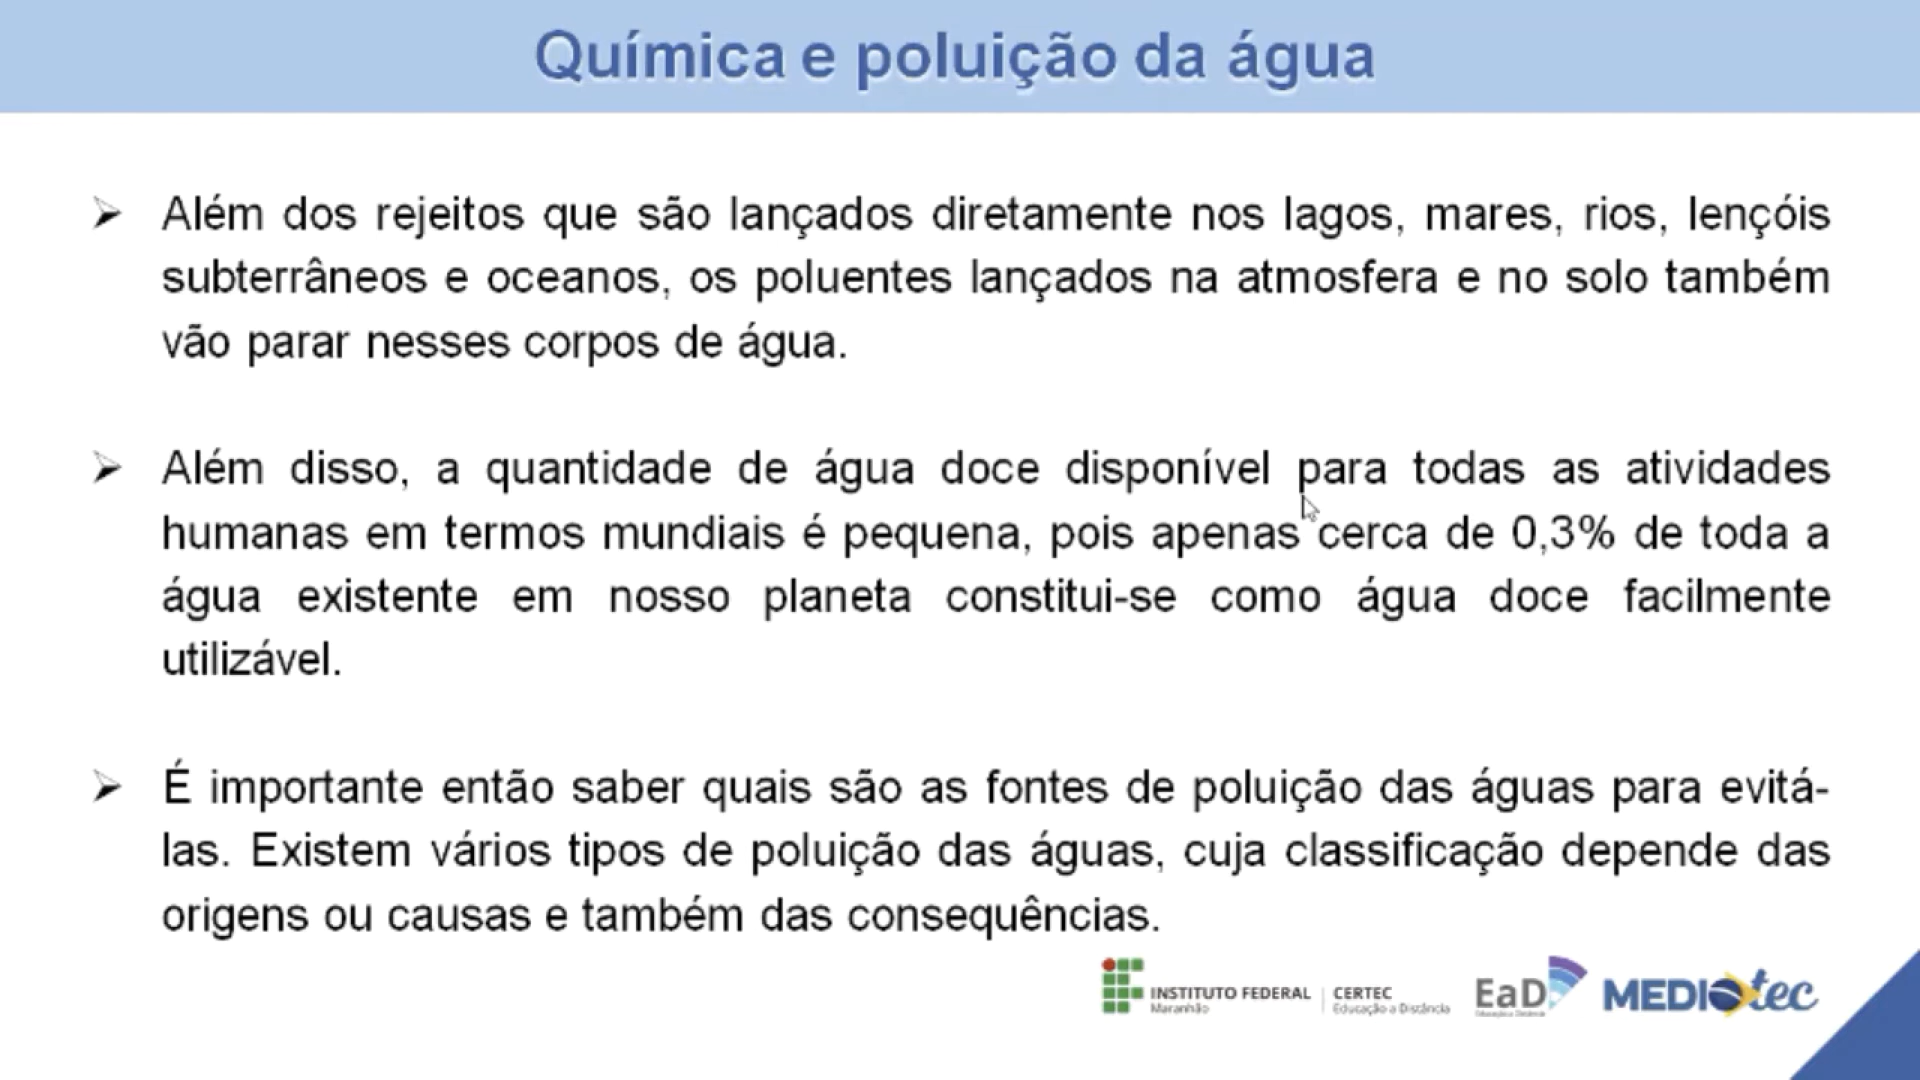 Química e poluição da água
➢ Além dos rejeitos que são lançados diretamente nos lagos, mares, rios, lençóis
subterrâneos e oceanos, os poluentes lançados na atmosfera e no solo também
vão parar nesses corpos de água.
➢ Além disso, a quantidade de água doce disponível para todas as atividades
humanas em termos mundiais é pequena, pois apenas cerca de 0,3% de toda a
água existente em nosso planeta constitui-se como água doce facilmente
utilizável.
➢ É importante então saber quais são as fontes de poluição das águas para evitá-
las. Existem vários tipos de poluição das águas, cuja classificação depende das
origens ou causas e também das consequências.
INSTITUTO FEDERAL
Maranhão
CERTEC
Educação a Distância
EaD
Educação a Distância
MEDIOtec